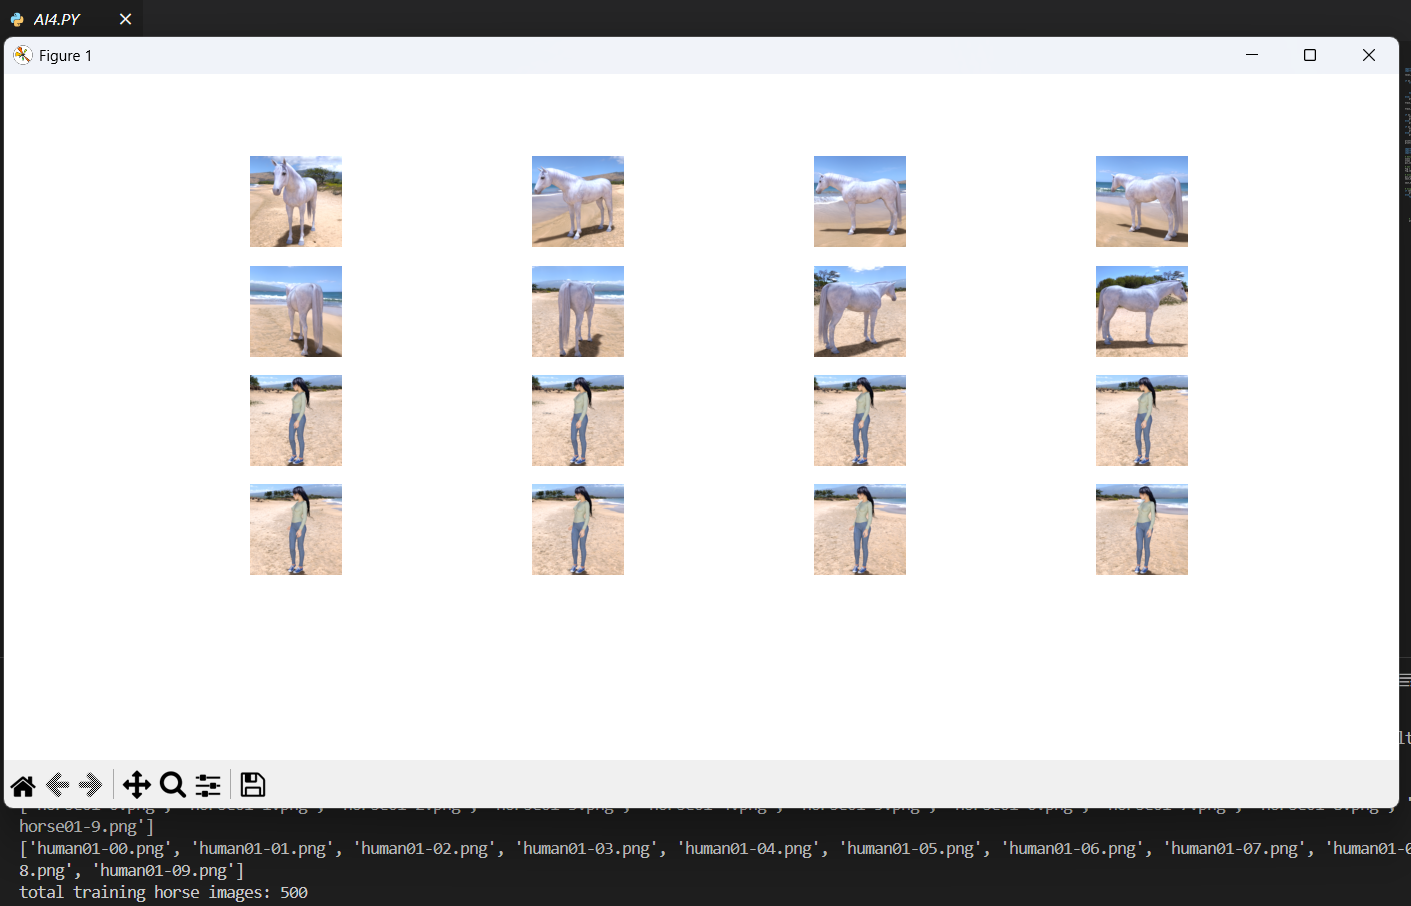 AI4.PY
Figure 1
horse01-9.png']
['human01-00.png', 'human01-01.png', 'human01-02.png', 'human01-03.png', 'human01-04.png', 'human01-05.png', 'human01-06.png', 'human01-07.png', 'human01-0
8.png', 'human01-09.png']
total training horse images: 500